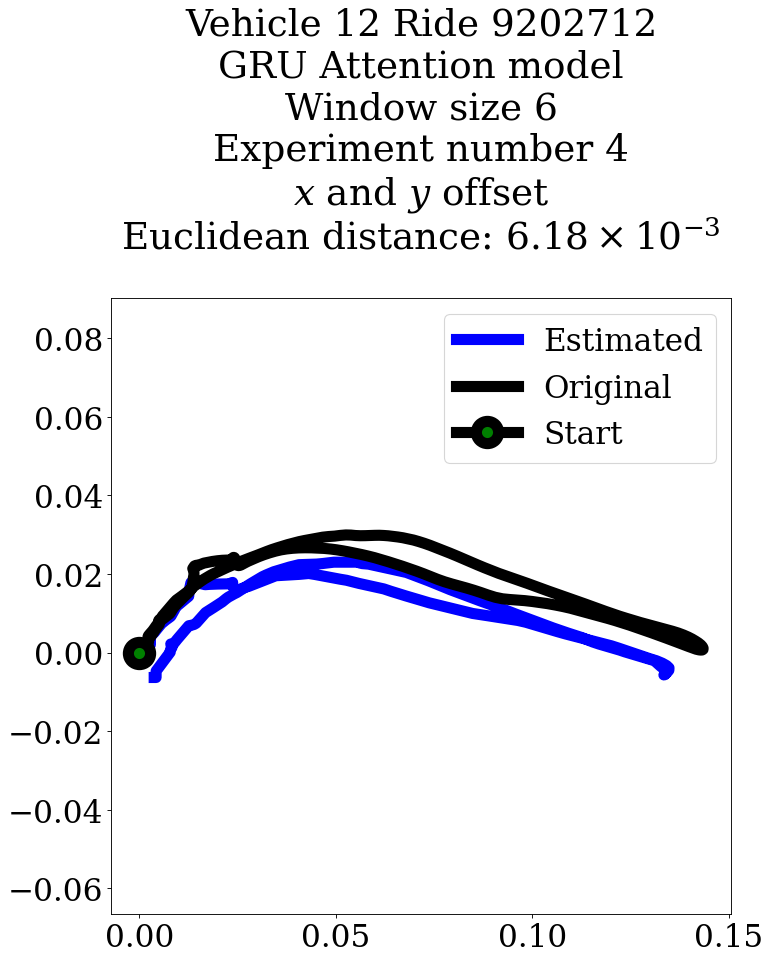 Vehicle 12 Ride 9202712
GRU Attention model
Window size 6
Experiment number 4
x and y offset
Euclidean distance: 6.18 × 10⁻³
Estimated
Original
Start
0.08
0.06
0.04
0.02
0.00
−0.02
−0.04
−0.06
0.00 0.05 0.10 0.15